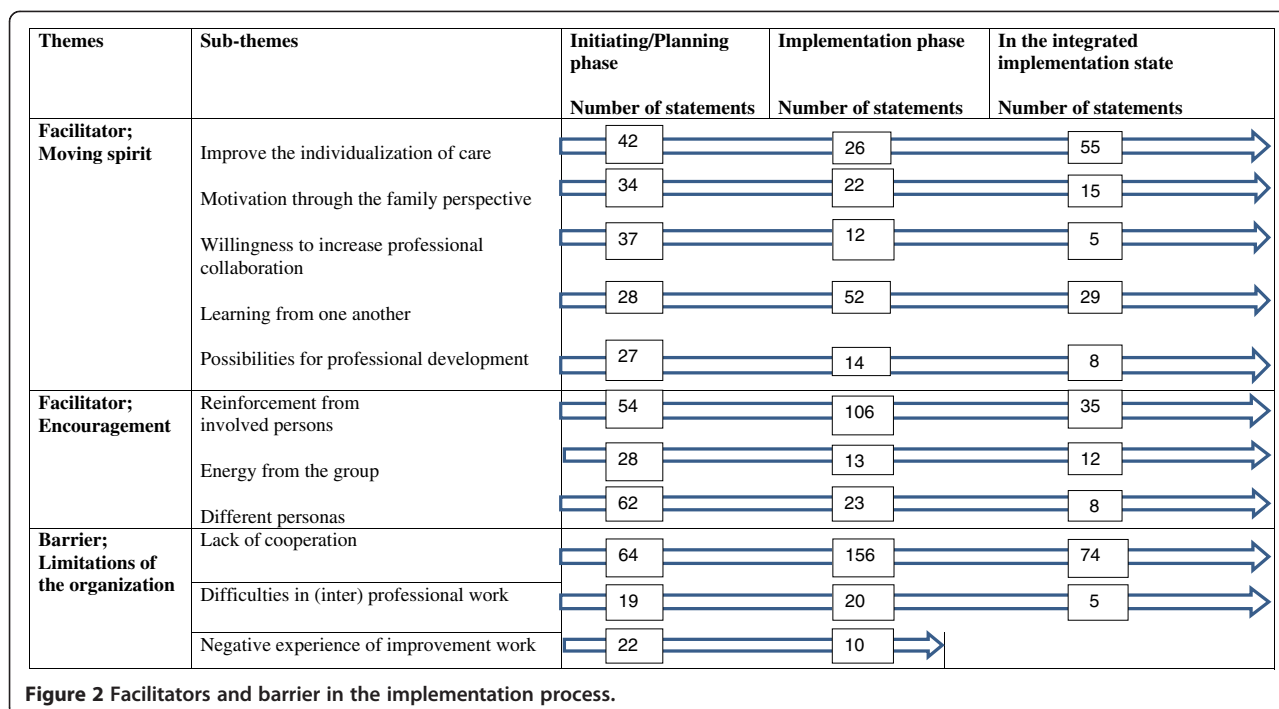 Themes Sub-themes Initiating/Planning phase Implementation phase In the integrated implementation state
Number of statements Number of statements Number of statements
Facilitator;
Moving spirit
Improve the individualization of care 42 26 55
Motivation through the family perspective 34 22 15
Willingness to increase professional
collaboration 37 12 5
Learning from one another 28 52 29
Possibilities for professional development 27 14 8
Facilitator;
Encouragement
Reinforcement from
involved persons 54 106 35
Energy from the group 28 13 12
Different personas 62 23 8
Barrier;
Limitations of
the organization
Lack of cooperation 64 156 74
Difficulties in (inter) professional work 19 20 5
Negative experience of improvement work 22 10
Figure 2 Facilitators and barrier in the implementation process.